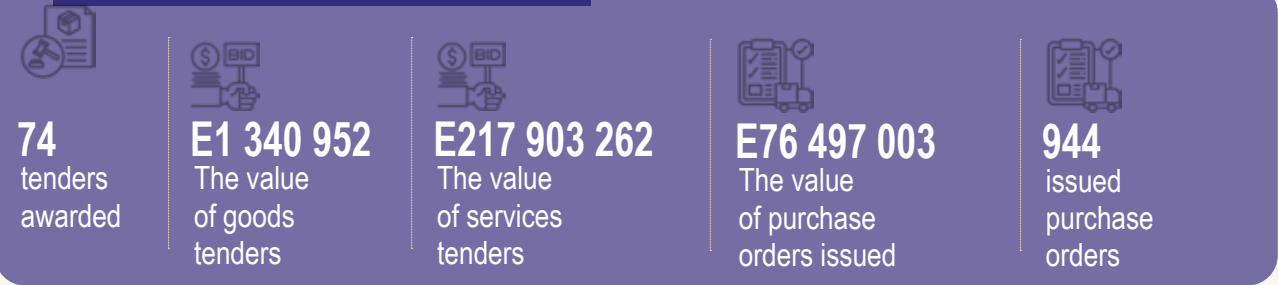 74
tenders
awarded
BID
E1 340 952
The value
of goods
tenders
BID
E217 903 262
The value
of services
tenders
E76 497 003
The value
of purchase
orders issued
944
issued
purchase
orders